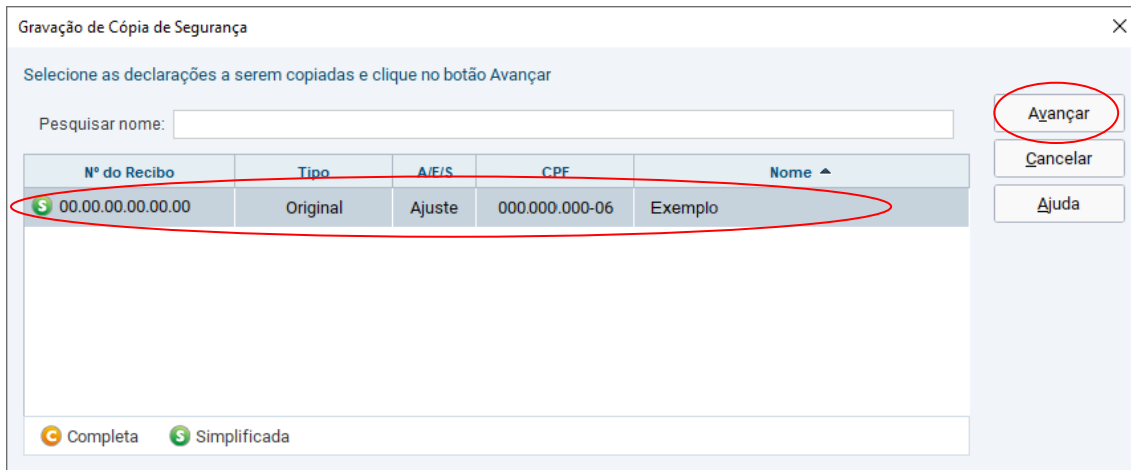 Gravação de Cópia de Segurança
Selecione as declarações a serem copiadas e clique no botão Avançar
Pesquisar nome:
Avançar
Cancelar
Ajuda
Nº do Recibo Tipo A/E/S CPF Nome
S 00.00.00.00.00.00 Original Ajuste 000.000.000-06 Exemplo
C Completa S Simplificada